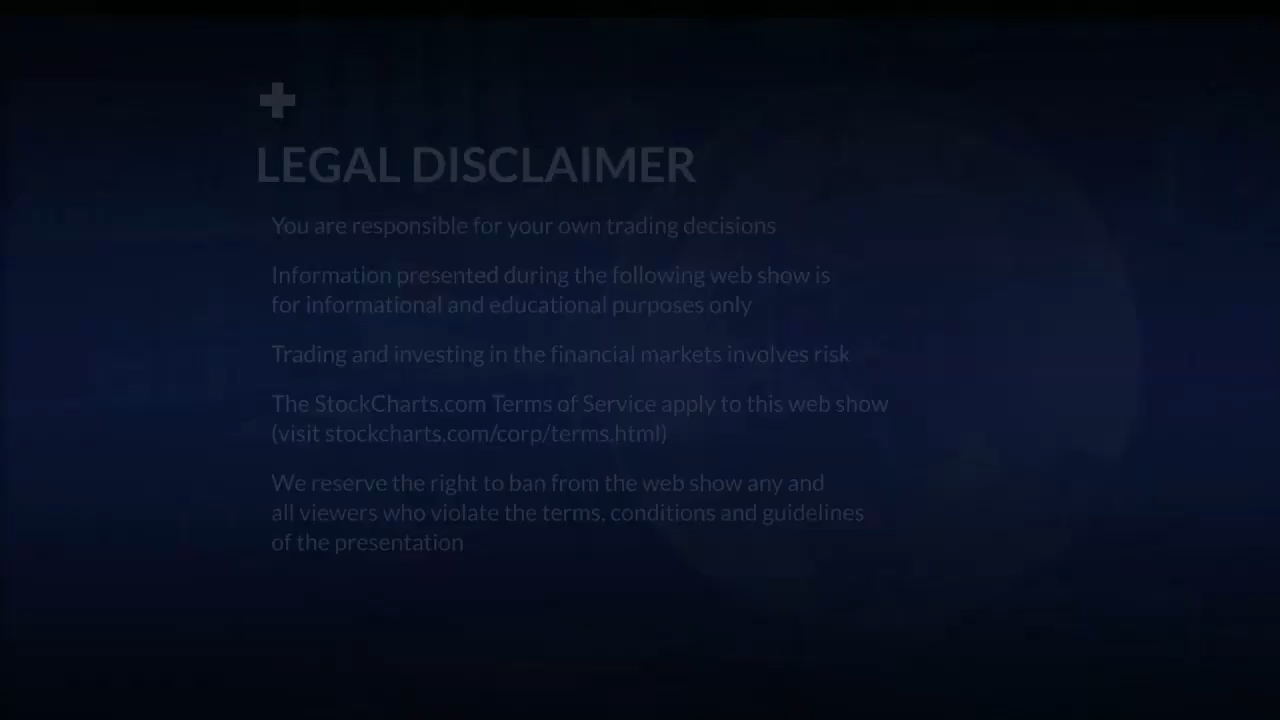 LEGAL DISCLAIMER
You are responsible for your own trading decisions
Information presented during the following web show is
for informational and educational purposes only
Trading and investing in the financial markets involves risk
The StockCharts.com Terms of Service apply to this web show
(visit stockcharts.com/corp/terms.html)
We reserve the right to ban from the web show any and
all viewers who violate the terms, conditions and guidelines
of the presentation